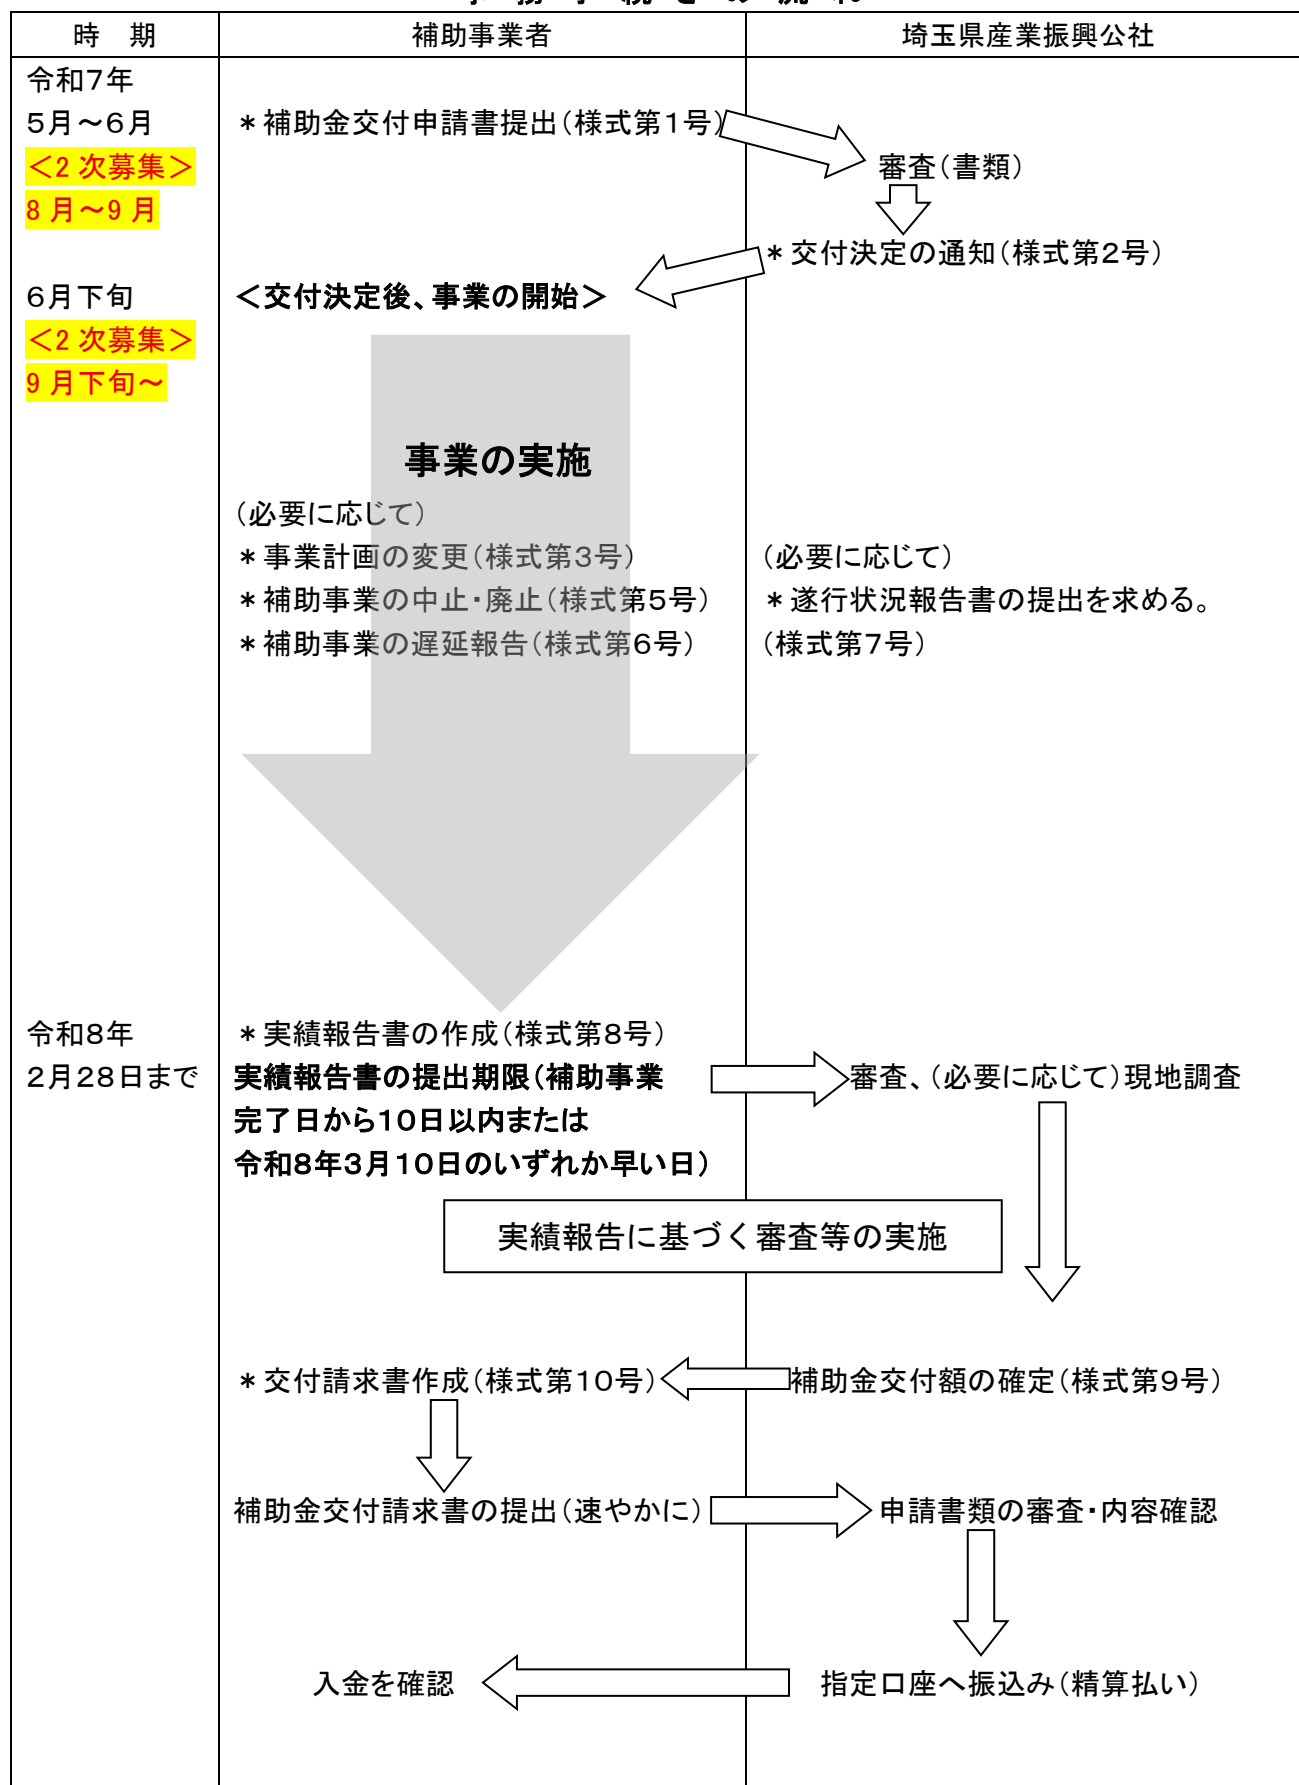 時　期
補助事業者
埼玉県産業振興公社
令和7年
5月～6月
＊補助金交付申請書提出(様式第1号)
＜2 次募集＞
審査(書類)
8 月～9 月
＊交付決定の通知(様式第2号)
6月下旬
＜交付決定後、事業の開始＞
＜2 次募集＞
9 月下旬～
事業の実施
(必要に応じて)
＊事業計画の変更(様式第3号)
(必要に応じて)
＊補助事業の中止・廃止(様式第5号)
＊遂行状況報告書の提出を求める。
＊補助事業の遅延報告(様式第6号)
(様式第7号)
令和8年
＊実績報告書の作成(様式第8号)
2月28日まで
実績報告書の提出期限(補助事業
審査、(必要に応じて)現地調査
完了日から10日以内または
令和8年3月10日のいずれか早い日)
実績報告に基づく審査等の実施
＊交付請求書作成(様式第10号)
補助金交付額の確定(様式第9号)
補助金交付請求書の提出(速やかに)
申請書類の審査・内容確認
入金を確認
指定口座へ振込み(精算払い)